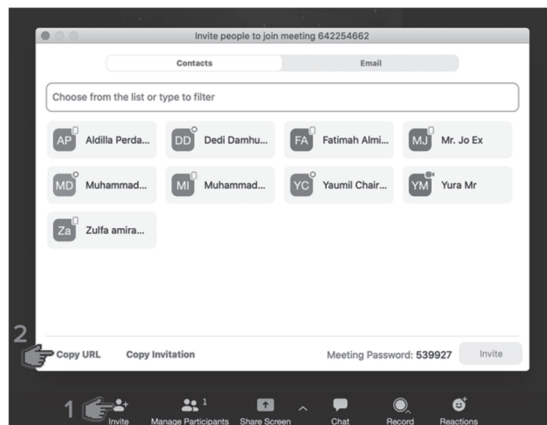 Invite people to join meeting 642254662
Contacts Email
Choose from the list or type to filter
AP Aldilla Perda... DD Dedi Damhu... FA Fatimah Almi... MJ Mr. Jo Ex
MD Muhammad... MI Muhammad... YC Yaumil Chair... YM Yura Mr
Za Zulfa amira...
2
Copy URL Copy Invitation Meeting Password: 539927 Invite
1 Invite Manage Participants 1 Share Screen Chat Record Reactions